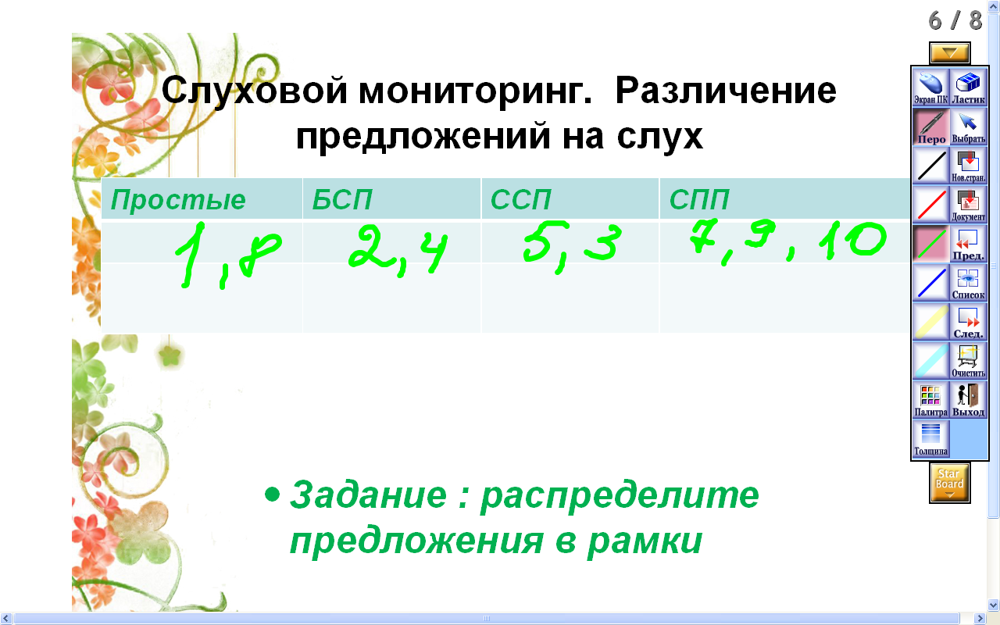 6 / 8
Слуховой мониторинг. Различение
предложений на слух
Простые БСП ССП СПП
1,8 2,4 5,3 7,9,10
• Задание : распределите
предложения в рамки
Экран ПК Ластик
Перо Выбрать
Нов.стран.
Документ
Пред.
Список
След.
Очистить
Палитра Выход
Толщина
Star
Board